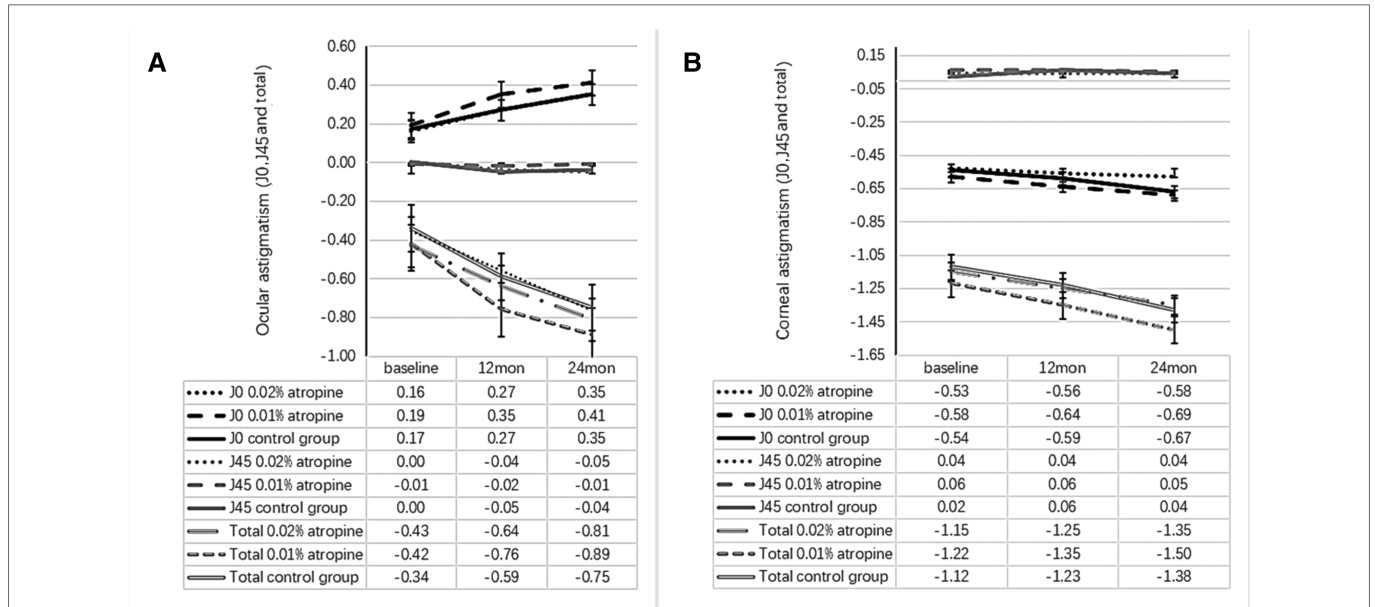 A
Ocular astigmatism (J0,J45 and total)
0.60
0.40
0.20
0.00
-0.20
-0.40
-0.60
-0.80
-1.00
baseline 12mon 24mon
J0 0.02% atropine 0.16 0.27 0.35
J0 0.01% atropine 0.19 0.35 0.41
J0 control group 0.17 0.27 0.35
J45 0.02% atropine 0.00 -0.04 -0.05
J45 0.01% atropine -0.01 -0.02 -0.01
J45 control group 0.00 -0.05 -0.04
Total 0.02% atropine -0.43 -0.64 -0.81
Total 0.01% atropine -0.42 -0.76 -0.89
Total control group -0.34 -0.59 -0.75
B
Corneal astigmatism (J0,J45 and total)
0.15
-0.05
-0.25
-0.45
-0.65
-0.85
-1.05
-1.25
-1.45
-1.65
baseline 12mon 24mon
J0 0.02% atropine -0.53 -0.56 -0.58
J0 0.01% atropine -0.58 -0.64 -0.69
J0 control group -0.54 -0.59 -0.67
J45 0.02% atropine 0.04 0.04 0.04
J45 0.01% atropine 0.06 0.06 0.05
J45 control group 0.02 0.06 0.04
Total 0.02% atropine -1.15 -1.25 -1.35
Total 0.01% atropine -1.22 -1.35 -1.50
Total control group -1.12 -1.23 -1.38